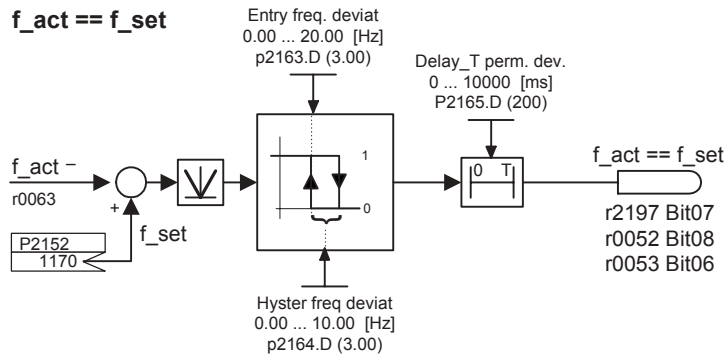 f_act == f_set
Entry freq. deviat
0.00 ... 20.00 [Hz]
p2163.D (3.00)
Delay_T perm. dev.
0 ... 10000 [ms]
P2165.D (200)
f_act
−
r0063
+
f_set
P2152
1170
1
0
0 T
f_act == f_set
r2197 Bit07
r0052 Bit08
r0053 Bit06
Hyster freq deviat
0.00 ... 10.00 [Hz]
p2164.D (3.00)